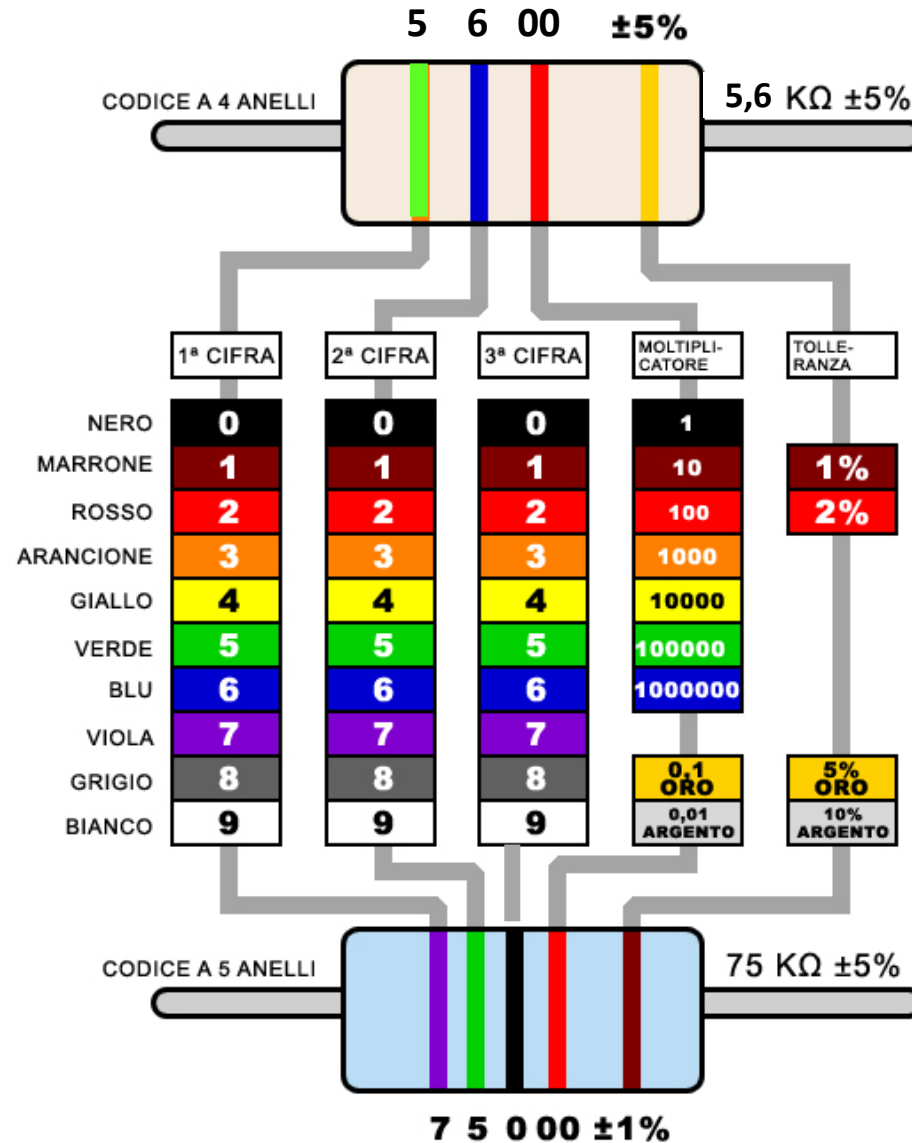 5 6 00 ±5%
CODICE A 4 ANELLI
5,6 KΩ ±5%
1ª CIFRA 2ª CIFRA 3ª CIFRA MOLTIPLI-
CATORE TOLLE-
RANZA
NERO 0 0 0 1
MARRONE 1 1 1 10 1%
ROSSO 2 2 2 100 2%
ARANCIONE 3 3 3 1000
GIALLO 4 4 4 10000
VERDE 5 5 5 100000
BLU 6 6 6 1000000
VIOLA 7 7 7
GRIGIO 8 8 8 0,1
ORO 5%
ORO
BIANCO 9 9 9 0,01
ARGENTO 10%
ARGENTO
CODICE A 5 ANELLI
75 KΩ ±5%
7 5 0 00 ±1%